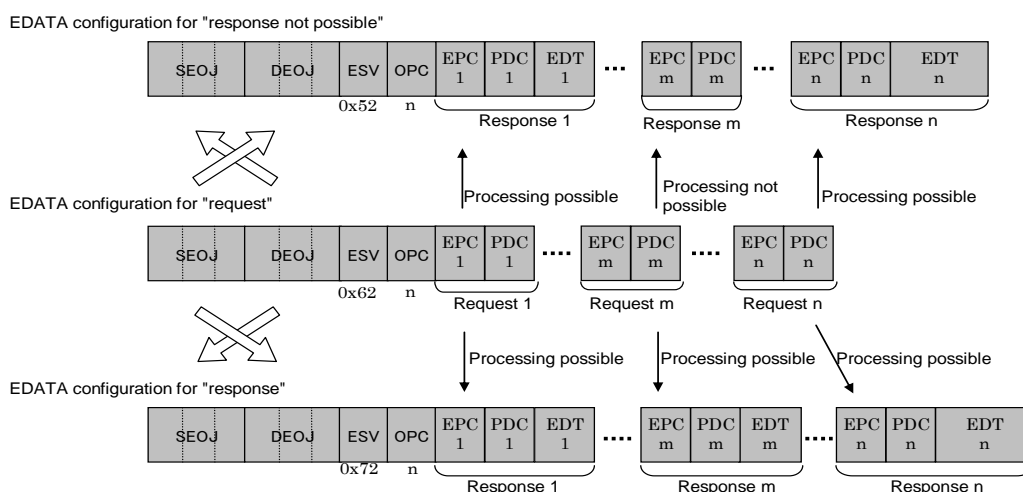 EDATA configuration for "response not possible"
SEOJ DEOJ ESV OPC EPC 1 PDC 1 EDT 1 EPC m PDC m EPC n PDC n EDT n
0x52 n
Response 1 Response m Response n
Processing possible
Processing not possible
Processing possible
EDATA configuration for "request"
SEOJ DEOJ ESV OPC EPC 1 PDC 1 EPC m PDC m EPC n PDC n
0x62 n
Request 1 Request m Request n
Processing possible Processing possible Processing possible
EDATA configuration for "response"
SEOJ DEOJ ESV OPC EPC 1 PDC 1 EDT 1 EPC m PDC m EDT m EPC n PDC n EDT n
0x72 n
Response 1 Response m Response n